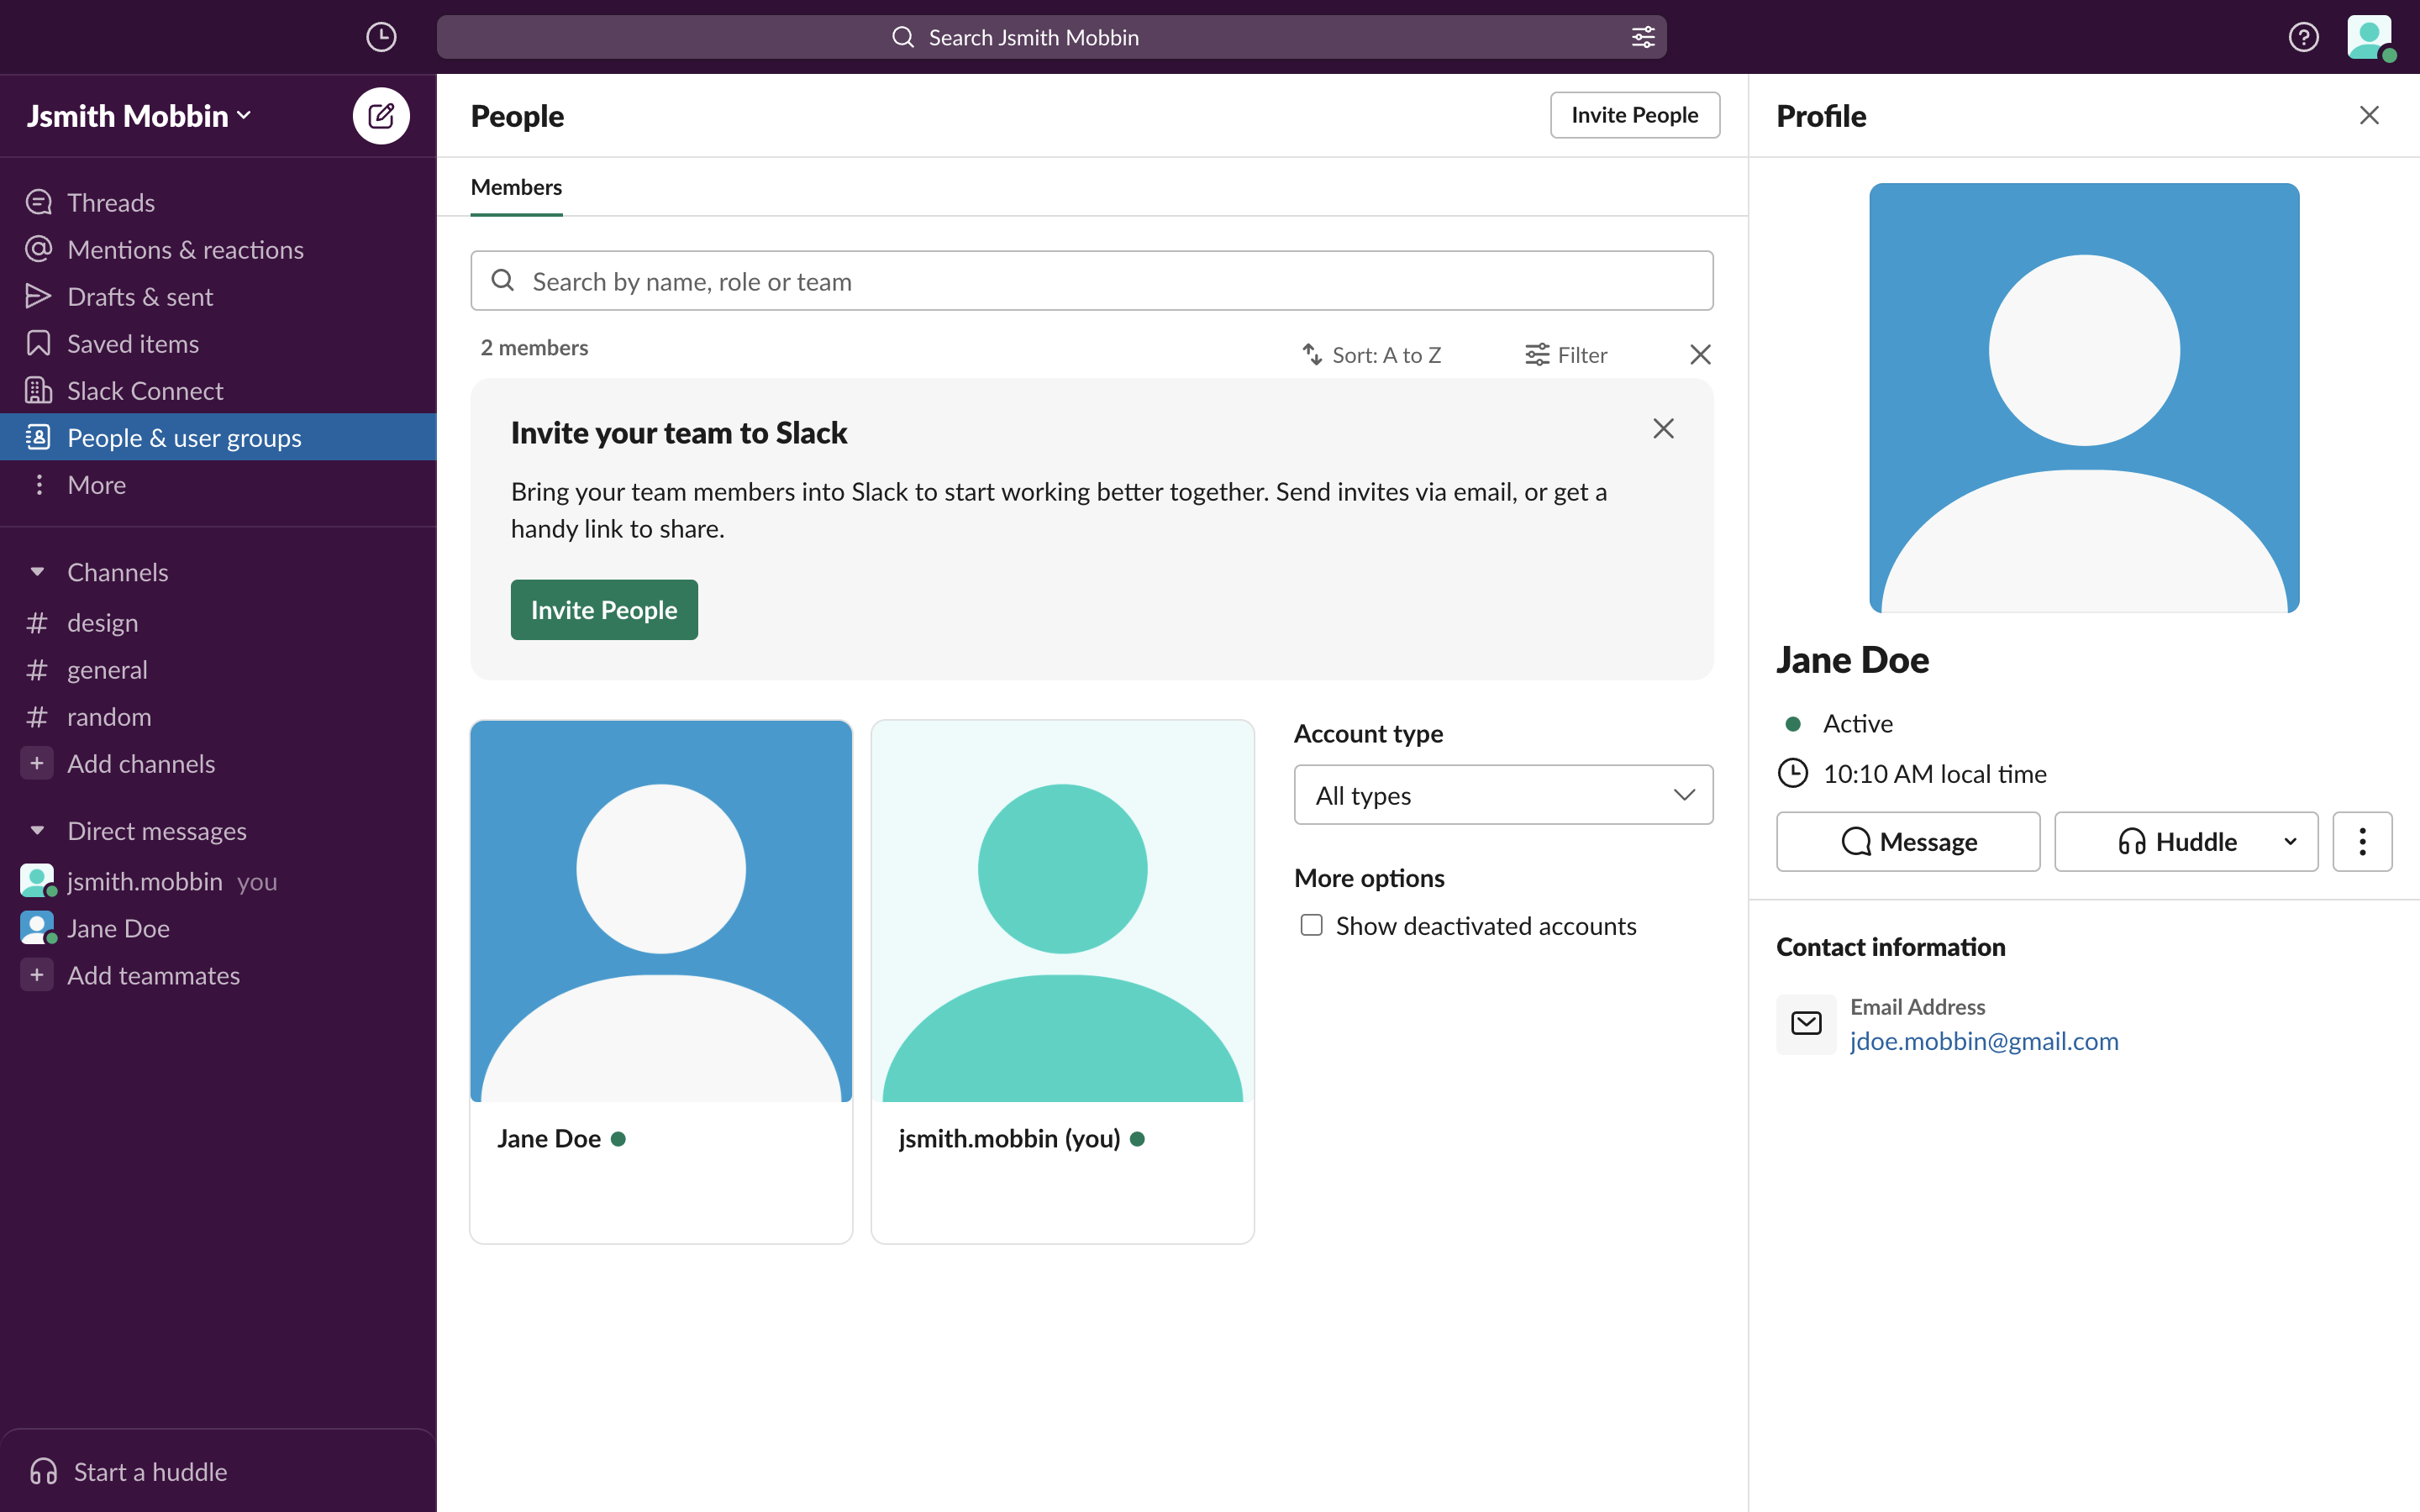 Search Jsmith Mobbin
Jsmith Mobbin
Threads
Mentions & reactions
Drafts & sent
Saved items
Slack Connect
People & user groups
More
Channels
# design
# general
# random
+ Add channels
Direct messages
jsmith.mobbin you
Jane Doe
+ Add teammates
Start a huddle
People
Invite People
Members
Search by name, role or team
2 members
Sort: A to Z
Filter
Invite your team to Slack
Bring your team members into Slack to start working better together. Send invites via email, or get a
handy link to share.
Invite People
Jane Doe
jsmith.mobbin (you)
Account type
All types
More options
Show deactivated accounts
Profile
Jane Doe
Active
10:10 AM local time
Message
Huddle
Contact information
Email Address
jdoe.mobbin@gmail.com